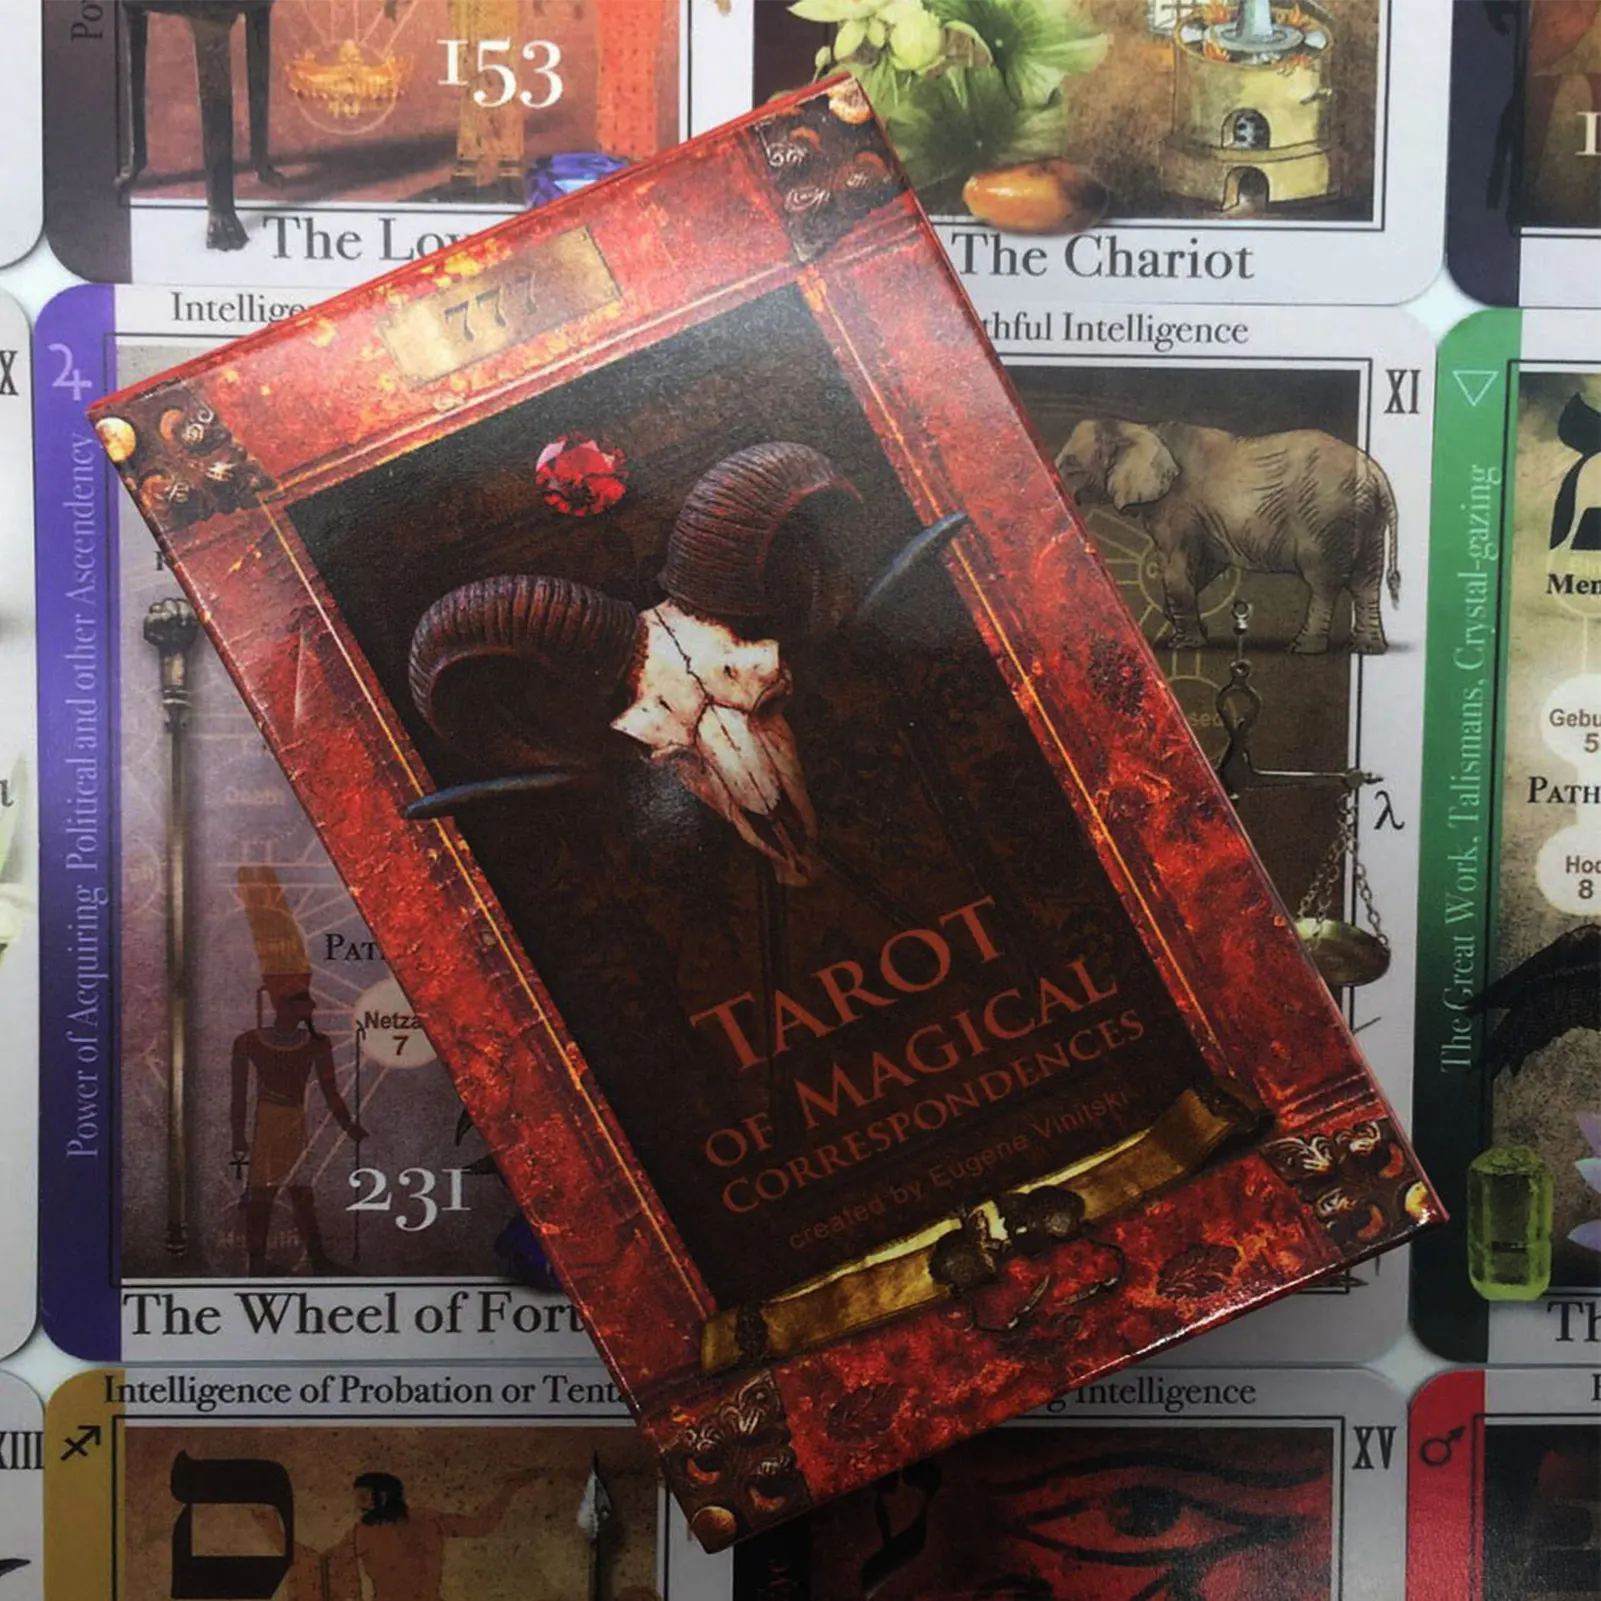 153
The Lov
The Chariot
Intellige
thful Intelligence
777
XI
Power of Acquiring Political and other Ascendency
The Great Work, Talismans, Crystal-gazing
Men
Gebu
5
PATH
Hod
8
λ
PAT
Netza
7
231
TAROT
OF MAGICAL
CORRESPONDENCES
created by Eugene Vinitski
The Wheel of Fort
Th
Intelligence of Probation or Tent
g Intelligence
XIII
ס
XV